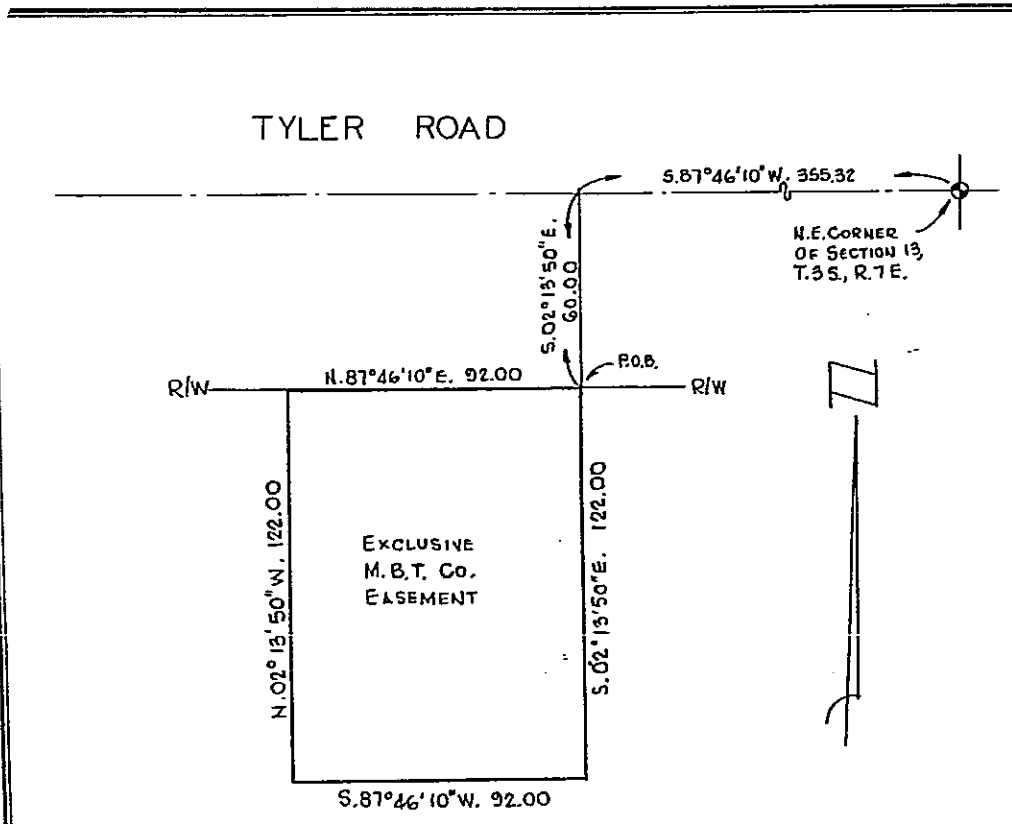 TYLER ROAD
S.87°46'10"W. 355.32
N.E. CORNER
OF SECTION 13,
T.3S., R.7E.
S.02°13'50"E.
60.00
P.O.B.
R/W
N.87°46'10"E. 92.00
R/W
N.02°13'50"W. 122.00
EXCLUSIVE
M.B.T. CO.
EASEMENT
S.02°13'50"E. 122.00
S.87°46'10"W. 92.00
N